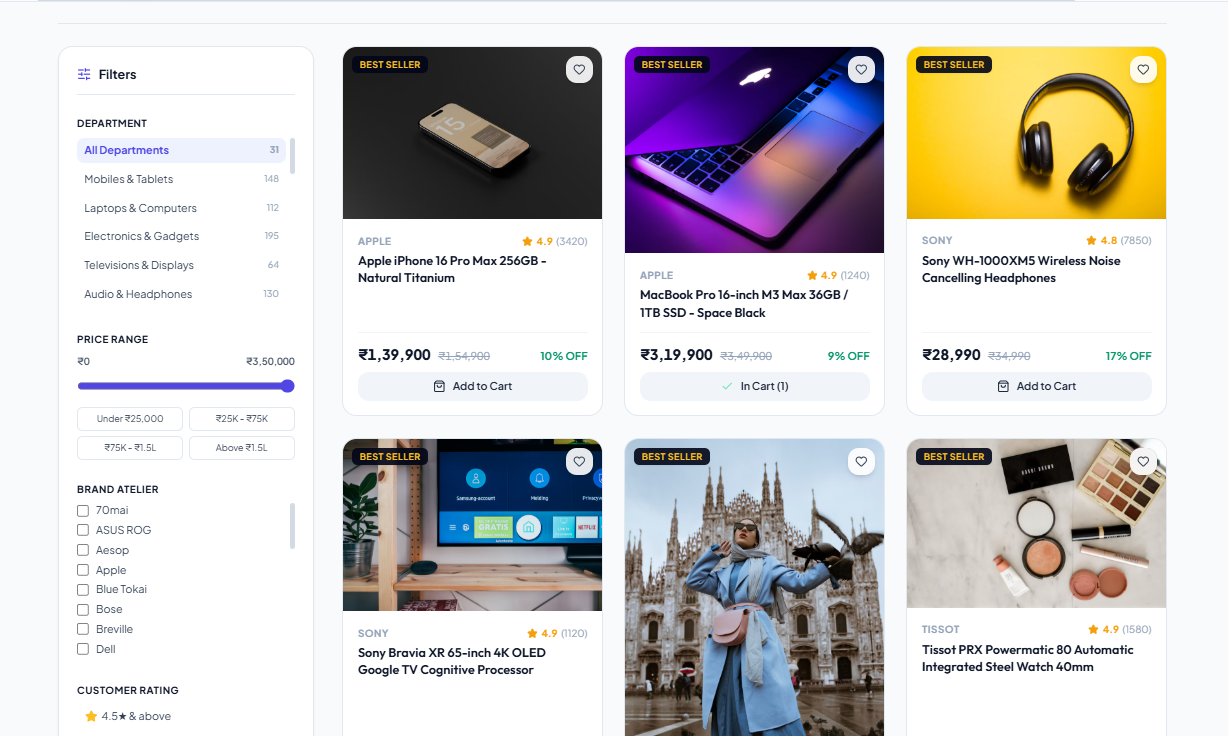 Filters
DEPARTMENT
All Departments 31
Mobiles & Tablets 148
Laptops & Computers 112
Electronics & Gadgets 195
Televisions & Displays 64
Audio & Headphones 130
PRICE RANGE
₹0 ₹3,50,000
Under ₹25,000 ₹25K - ₹75K
₹75K - ₹1.5L Above ₹1.5L
BRAND ATELIER
70mai
ASUS ROG
Aesop
Apple
Blue Tokai
Bose
Breville
Dell
CUSTOMER RATING
4.5★ & above
BEST SELLER
15
APPLE 4.9 (3420)
Apple iPhone 16 Pro Max 256GB -
Natural Titanium
₹1,39,900 ₹1,54,900 10% OFF
Add to Cart
BEST SELLER
APPLE 4.9 (1240)
MacBook Pro 16-inch M3 Max 36GB /
1TB SSD - Space Black
₹3,19,900 ₹3,49,900 9% OFF
In Cart (1)
BEST SELLER
SONY 4.8 (7850)
Sony WH-1000XM5 Wireless Noise
Cancelling Headphones
₹28,990 ₹34,990 17% OFF
Add to Cart
BEST SELLER
Samsung-account Melding Privacy
GRATIS NETFLIX
SONY 4.9 (1120)
Sony Bravia XR 65-inch 4K OLED
Google TV Cognitive Processor
BEST SELLER
BEST SELLER
BOBBI BROWN
TISSOT 4.9 (1580)
Tissot PRX Powermatic 80 Automatic
Integrated Steel Watch 40mm